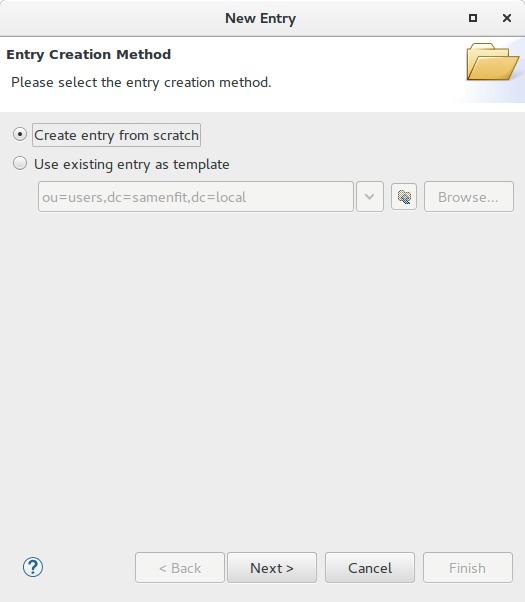 New Entry
Entry Creation Method
Please select the entry creation method.
Create entry from scratch
Use existing entry as template
ou=users,dc=samenfit,dc=local
Browse...
?
< Back
Next >
Cancel
Finish